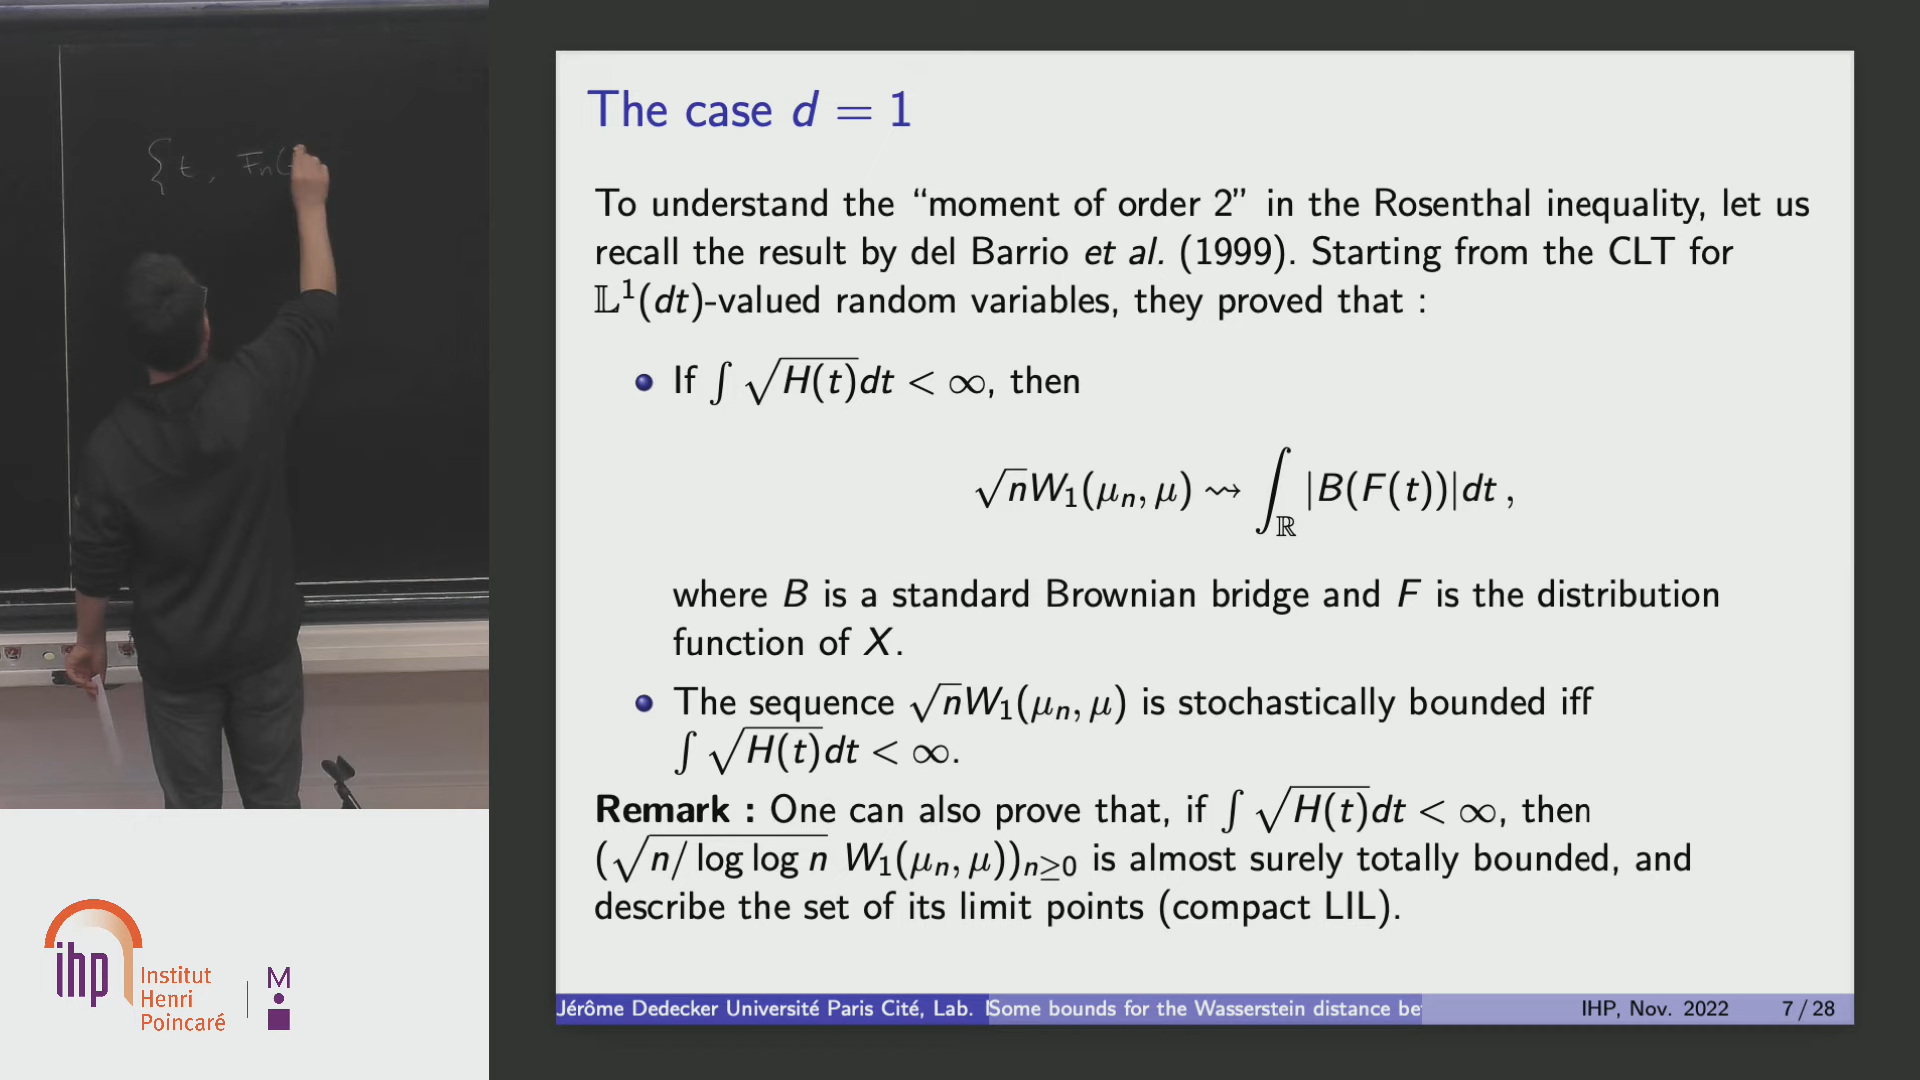 {t, Fn(t
The case d = 1
To understand the “moment of order 2” in the Rosenthal inequality, let us
recall the result by del Barrio et al. (1999). Starting from the CLT for
𝕃¹(dt)-valued random variables, they proved that :
If ∫ √H(t)dt < ∞, then
√nW₁(μₙ, μ) ⇝ ∫_ℝ |B(F(t))|dt ,
where B is a standard Brownian bridge and F is the distribution
function of X.
The sequence √nW₁(μₙ, μ) is stochastically bounded iff
∫ √H(t)dt < ∞.
Remark : One can also prove that, if ∫ √H(t)dt < ∞, then
(√n/ log log n W₁(μₙ, μ))ₙ≥₀ is almost surely totally bounded, and
describe the set of its limit points (compact LIL).
Jérôme Dedecker Université Paris Cité, Lab. Some bounds for the Wasserstein distance be IHP, Nov. 2022 7 / 28
ihp Institut
Henri
Poincaré
M